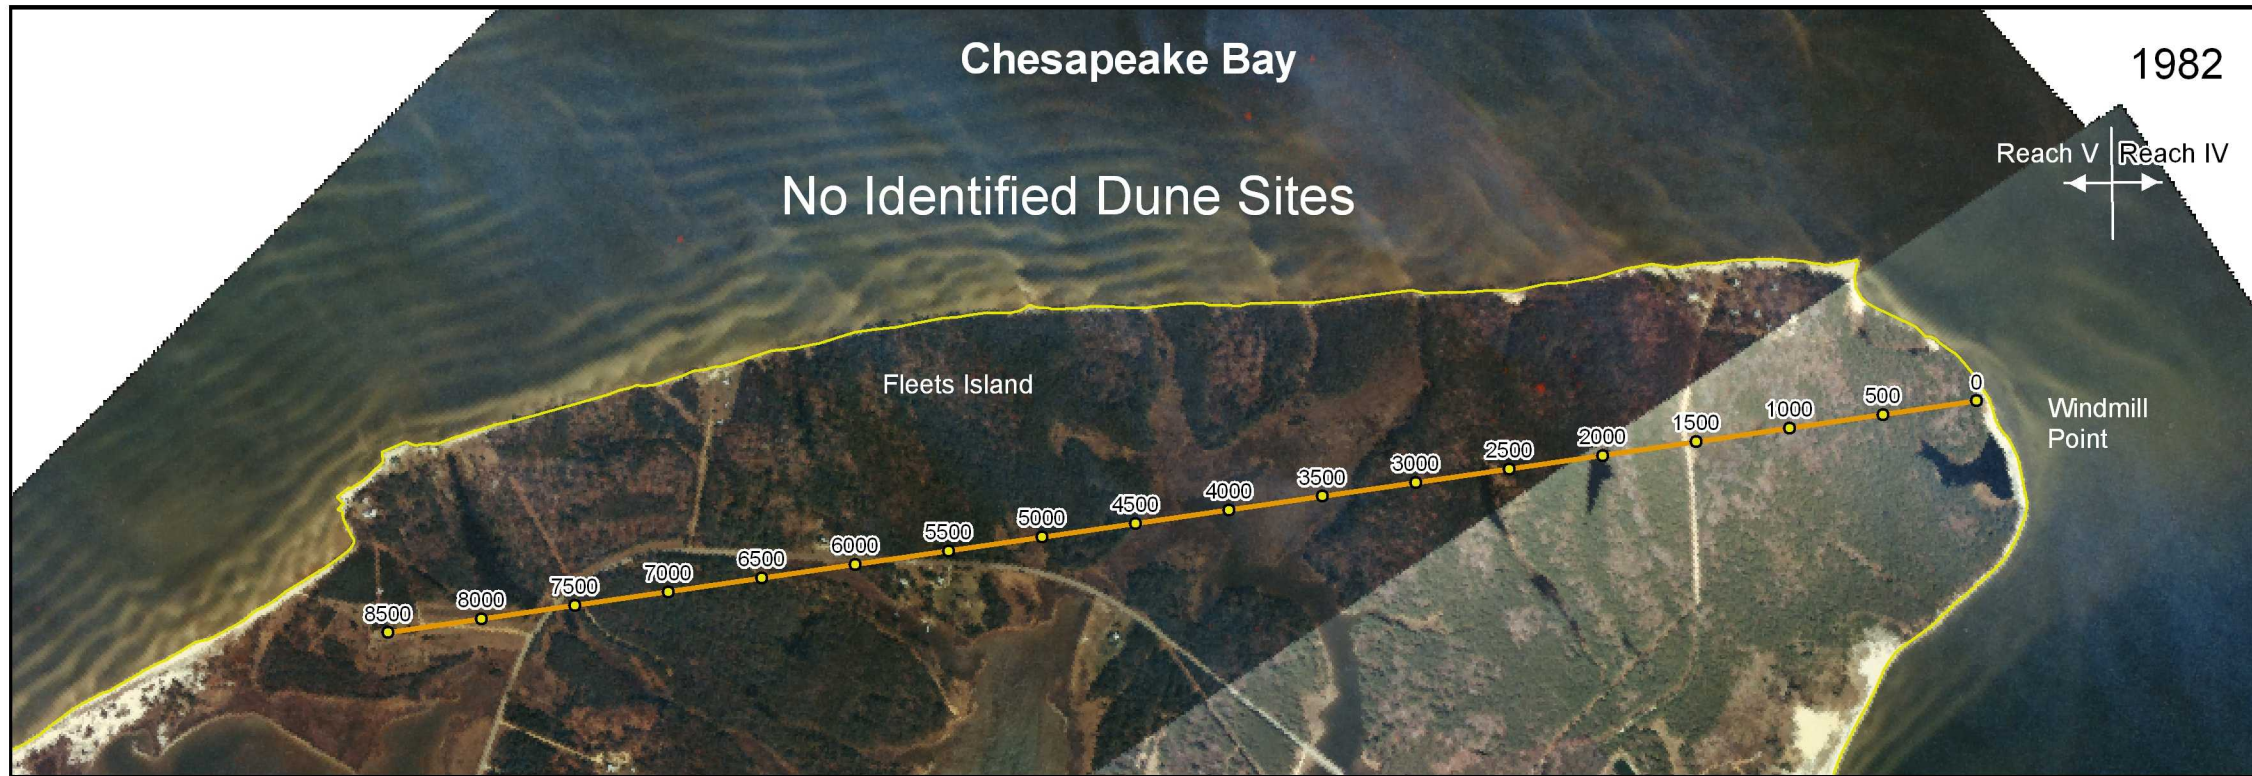 Chesapeake Bay
1982
Reach V
Reach IV
No Identified Dune Sites
Fleets Island
Windmill
Point
8500
8000
7500
7000
6500
6000
5500
5000
4500
4000
3500
3000
2500
2000
1500
1000
500
0